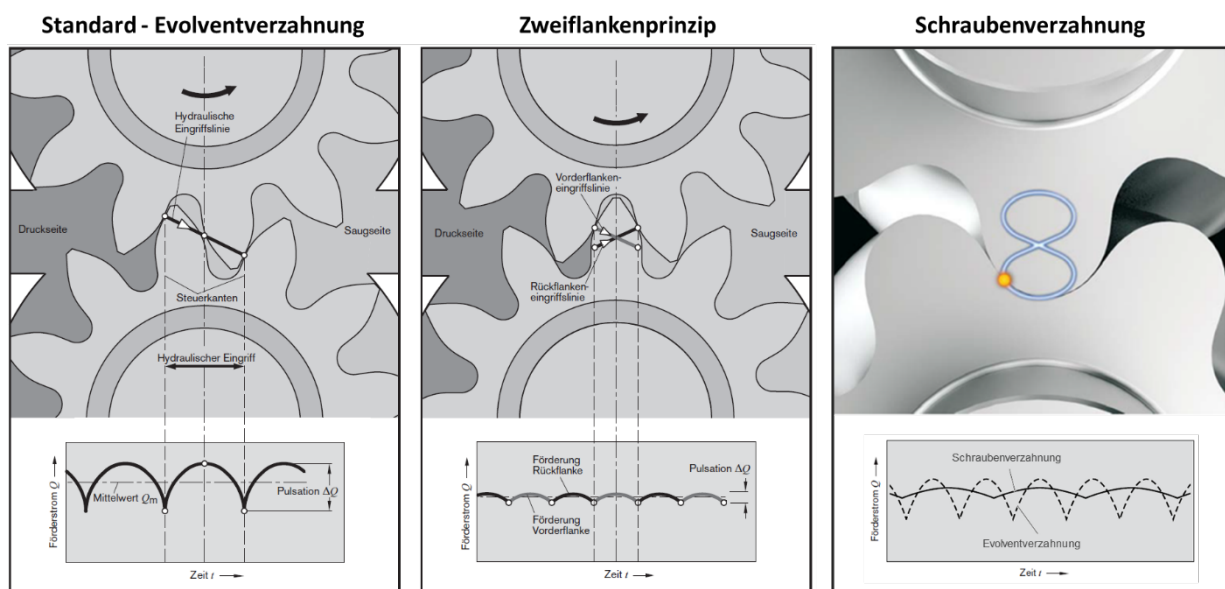 Standard - Evolventverzahnung
Hydraulische
Eingriffslinie
Druckseite
Saugseite
Steuerkanten
Hydraulischer Eingriff
Förderstrom Q
Mittelwert Qm
Pulsation ΔQ
Zeit t
Zweiflankenprinzip
Vorderflanken-
eingriffslinie
Druckseite
Saugseite
Rückflanken-
eingriffslinie
Förderstrom Q
Förderung
Rückflanke
Pulsation ΔQ
Förderung
Vorderflanke
Zeit t
Schraubenverzahnung
Förderstrom Q
Schraubenverzahnung
Evolventverzahnung
Zeit t